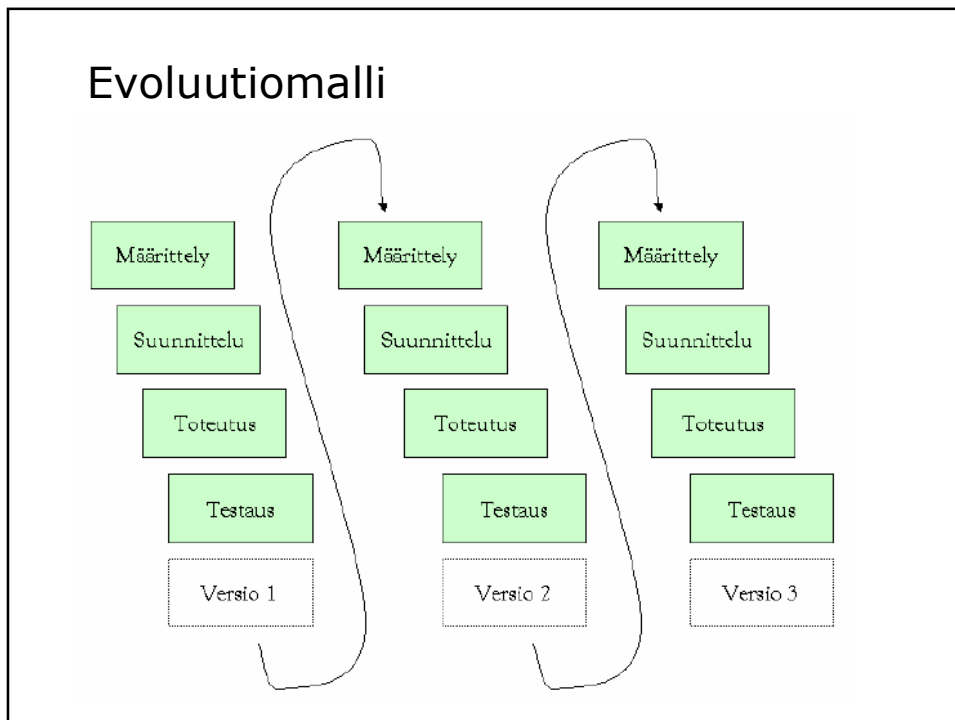 Evoluutiomalli
Määrittely
Suunnittelu
Toteutus
Testaus
Versio 1
Määrittely
Suunnittelu
Toteutus
Testaus
Versio 2
Määrittely
Suunnittelu
Toteutus
Testaus
Versio 3